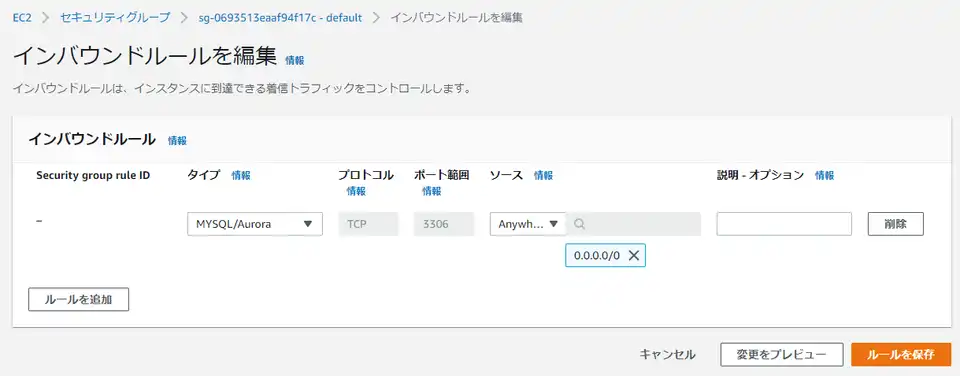 EC2 > セキュリティグループ > sg-0693513eaaf94f17c - default > インバウンドルールを編集
インバウンドルールを編集 情報
インバウンドルールは、インスタンスに到達できる着信トラフィックをコントロールします。
インバウンドルール 情報
Security group rule ID タイプ 情報 プロトコル 情報 ポート範囲 情報 ソース 情報 説明 - オプション 情報
– MYSQL/Aurora TCP 3306 Anywh... 削除
0.0.0.0/0
ルールを追加
キャンセル 変更をプレビュー ルールを保存